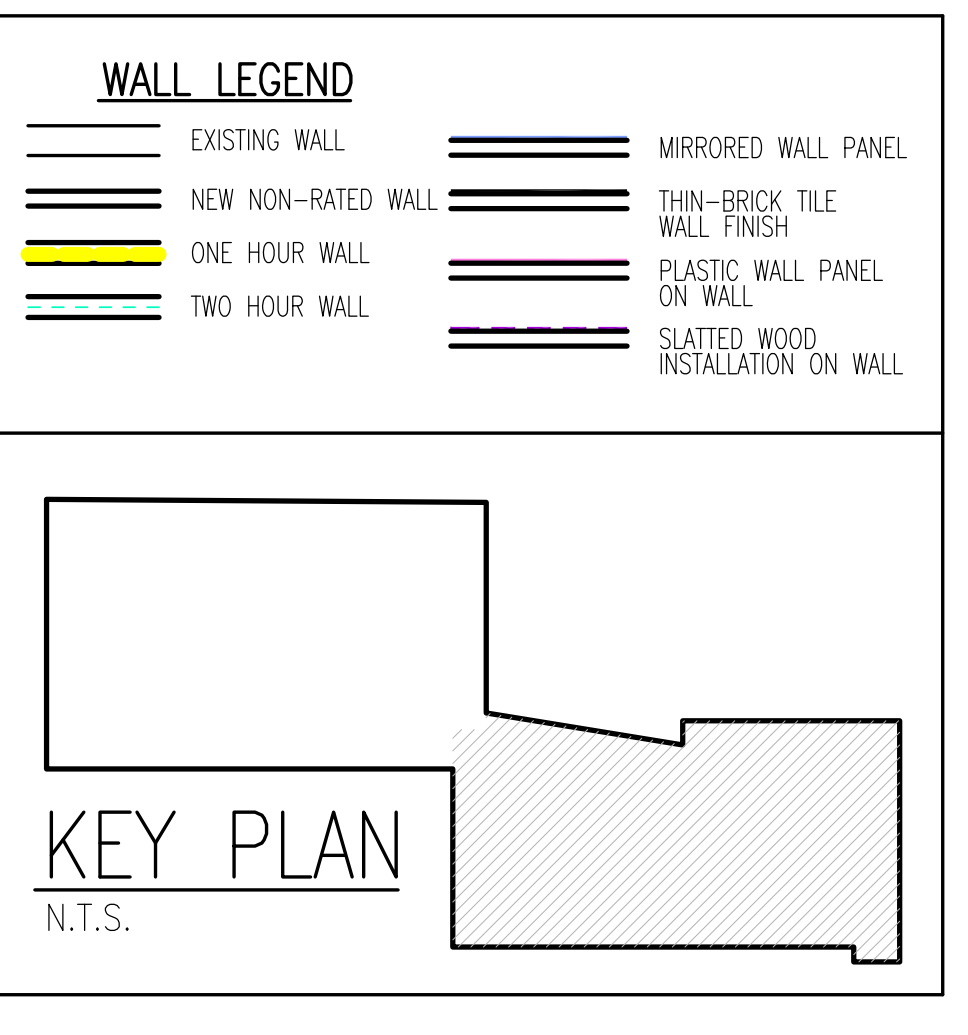 WALL LEGEND
EXISTING WALL
NEW NON-RATED WALL
ONE HOUR WALL
TWO HOUR WALL
MIRRORED WALL PANEL
THIN-BRICK TILE
WALL FINISH
PLASTIC WALL PANEL
ON WALL
SLATTED WOOD
INSTALLATION ON WALL
KEY PLAN
N.T.S.